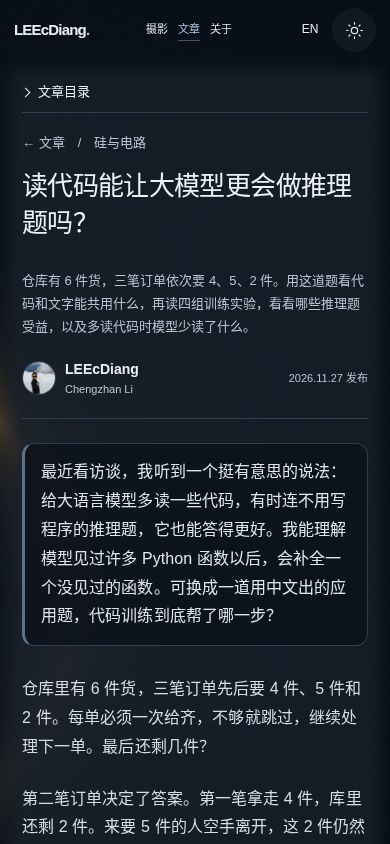 LEEcDiang.
摄影 文章 关于
EN
文章目录
← 文章 / 硅与电路
读代码能让大模型更会做推理
题吗？
仓库有 6 件货，三笔订单依次要 4、5、2 件。用这道题看代
码和文字能共用什么，再读四组训练实验，看看哪些推理题
受益，以及多读代码时模型少读了什么。
LEEcDiang
Chengzhan Li
2026.11.27 发布
最近看访谈，我听到一个挺有意思的说法：
给大语言模型多读一些代码，有时连不用写
程序的推理题，它也能答得更好。我能理解
模型见过许多 Python 函数以后，会补全一
个没见过的函数。可换成一道用中文出的应
用题，代码训练到底帮了哪一步？
仓库里有 6 件货，三笔订单先后要 4 件、5 件和
2 件。每单必须一次给齐，不够就跳过，继续处
理下一单。最后还剩几件？
第二笔订单决定了答案。第一笔拿走 4 件，库里
还剩 2 件。来要 5 件的人空手离开，这 2 件仍然